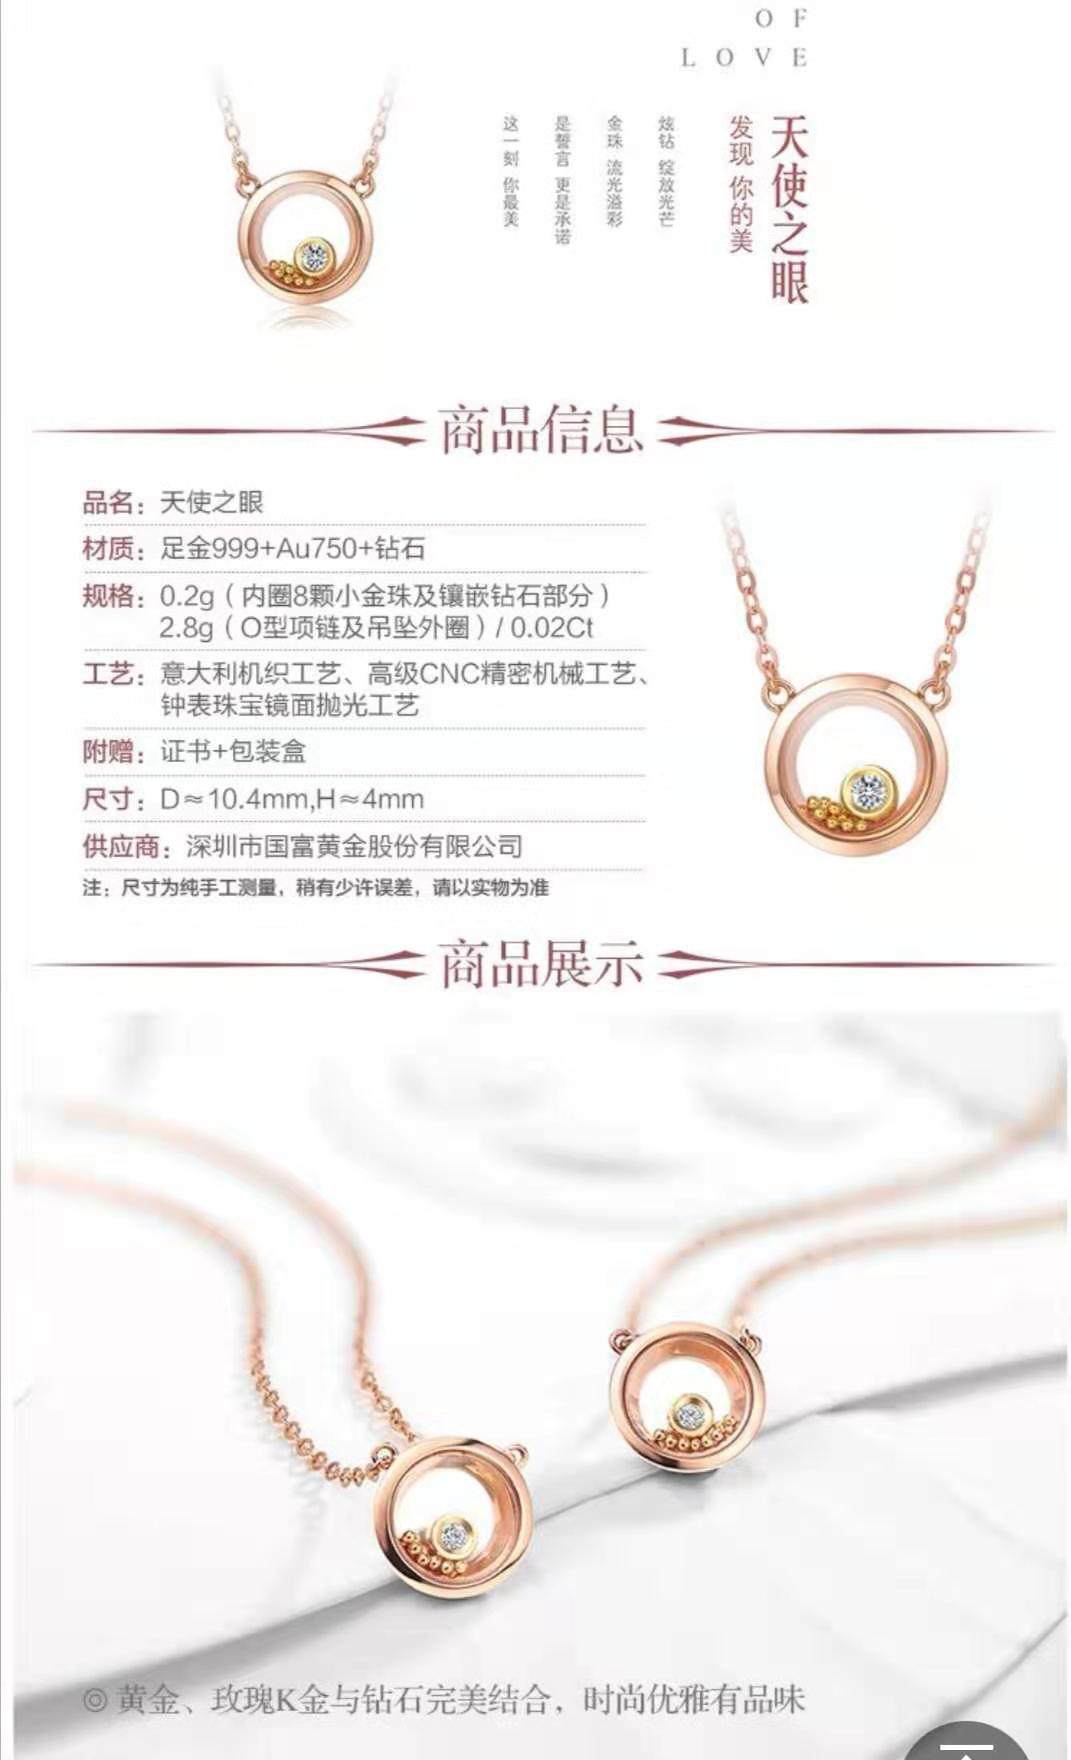 OF
LOVE
天使之眼
发现 你的美
炫钻 绽放光芒
金珠 流光溢彩
是誓言 更是承诺
这一刻 你最美
商品信息
品名：天使之眼
材质：足金999+Au750+钻石
规格：0.2g（内圈8颗小金珠及镶嵌钻石部分）
2.8g（O型项链及吊坠外圈）/ 0.02Ct
工艺：意大利机织工艺、高级CNC精密机械工艺、
钟表珠宝镜面抛光工艺
附赠：证书+包装盒
尺寸：D≈10.4mm,H≈4mm
供应商：深圳市国富黄金股份有限公司
注：尺寸为纯手工测量，稍有少许误差，请以实物为准
商品展示
◎ 黄金、玫瑰K金与钻石完美结合，时尚优雅有品味